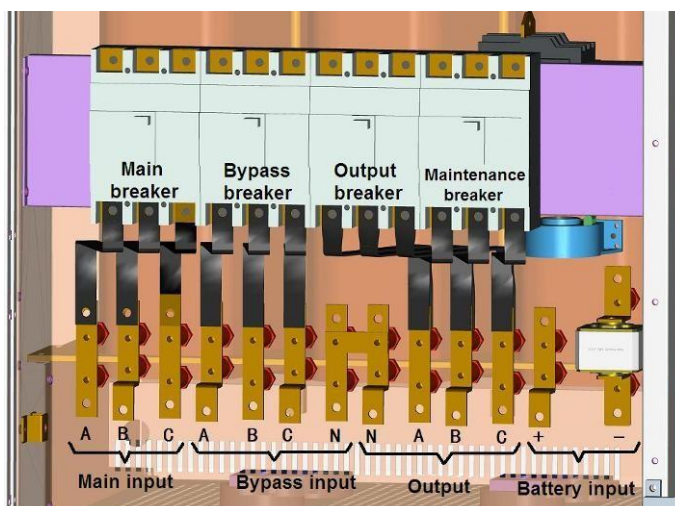 Main
breaker
Bypass
breaker
Output
breaker
Maintenance
breaker
A B C A B C N N A B C + −
Main input Bypass input Output Battery input